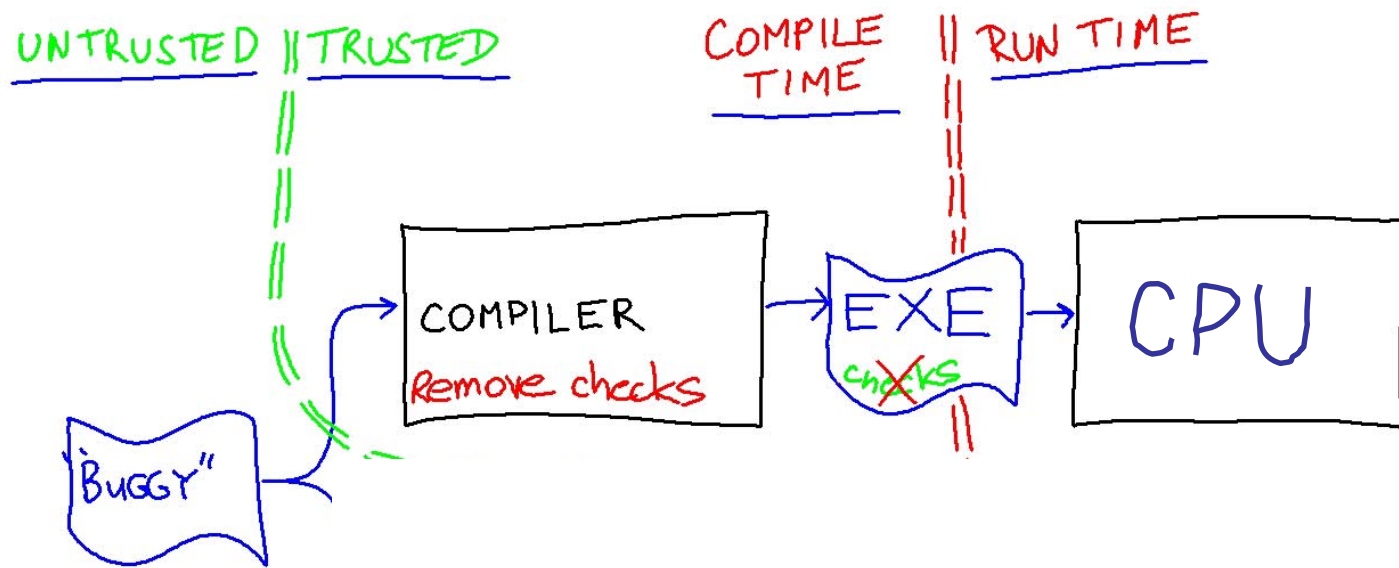 UNTRUSTED || TRUSTED
COMPILE TIME || RUN TIME
COMPILER
Remove checks
EXE
checks
CPU
"BUGGY"